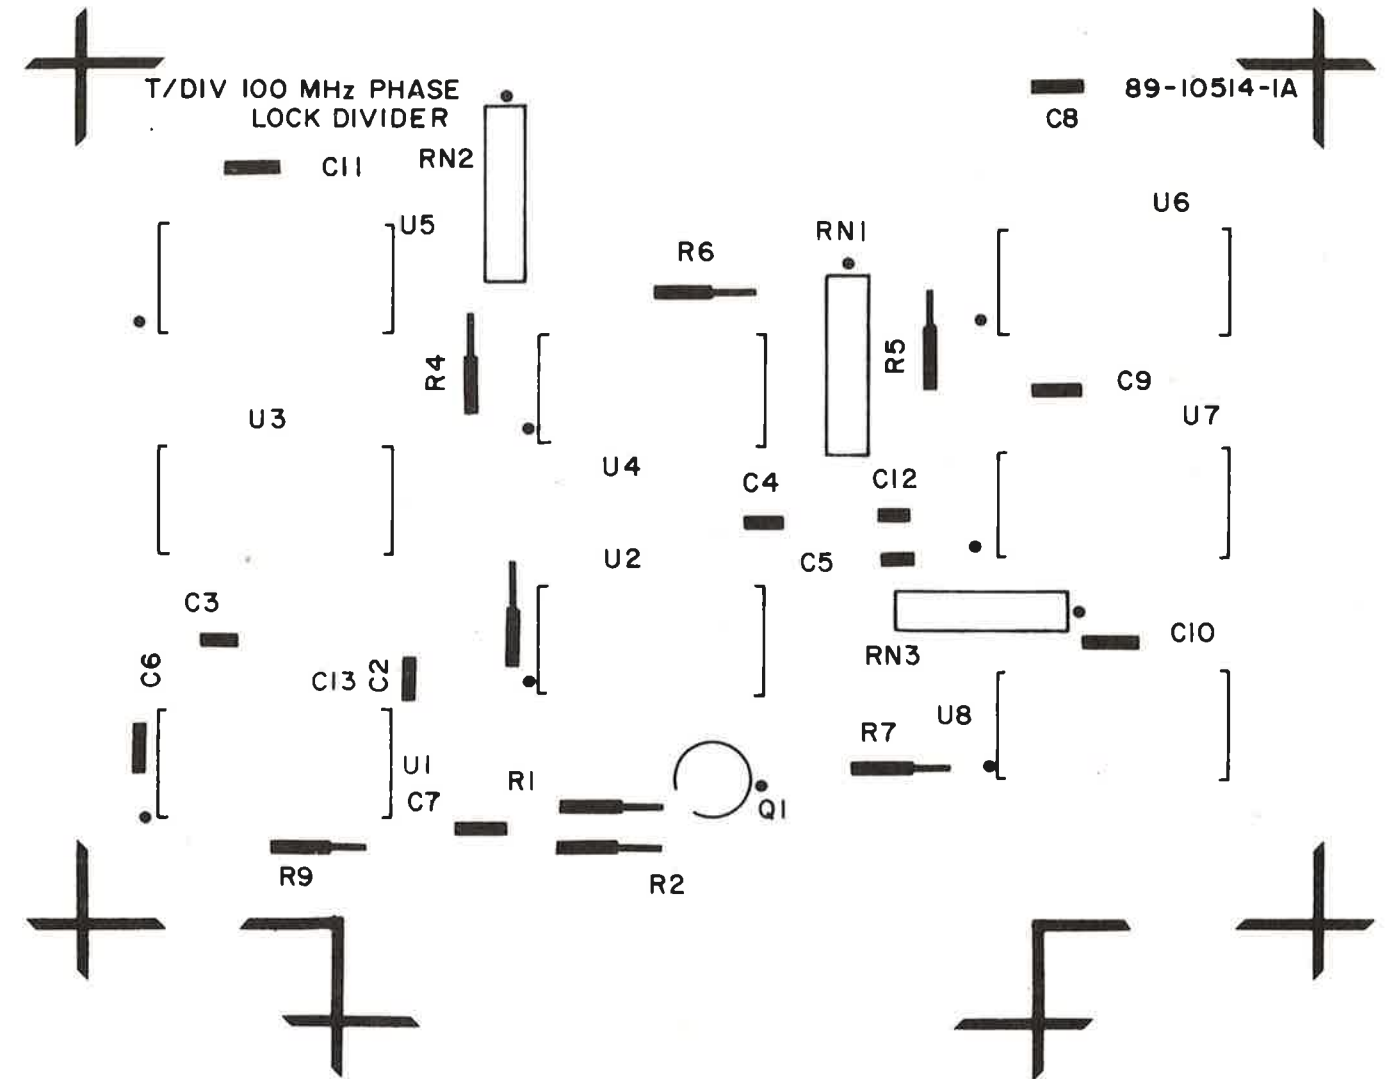 T/DIV 100 MHz PHASE
LOCK DIVIDER
89-10514-1A
C8
C11
RN2
U5
U6
RN1
R6
R4
R5
C9
U3
U7
U4
C4
C12
U2
C5
C3
RN3
C10
C6
C13
C2
U8
R7
U1
R1
C7
Q1
R9
R2